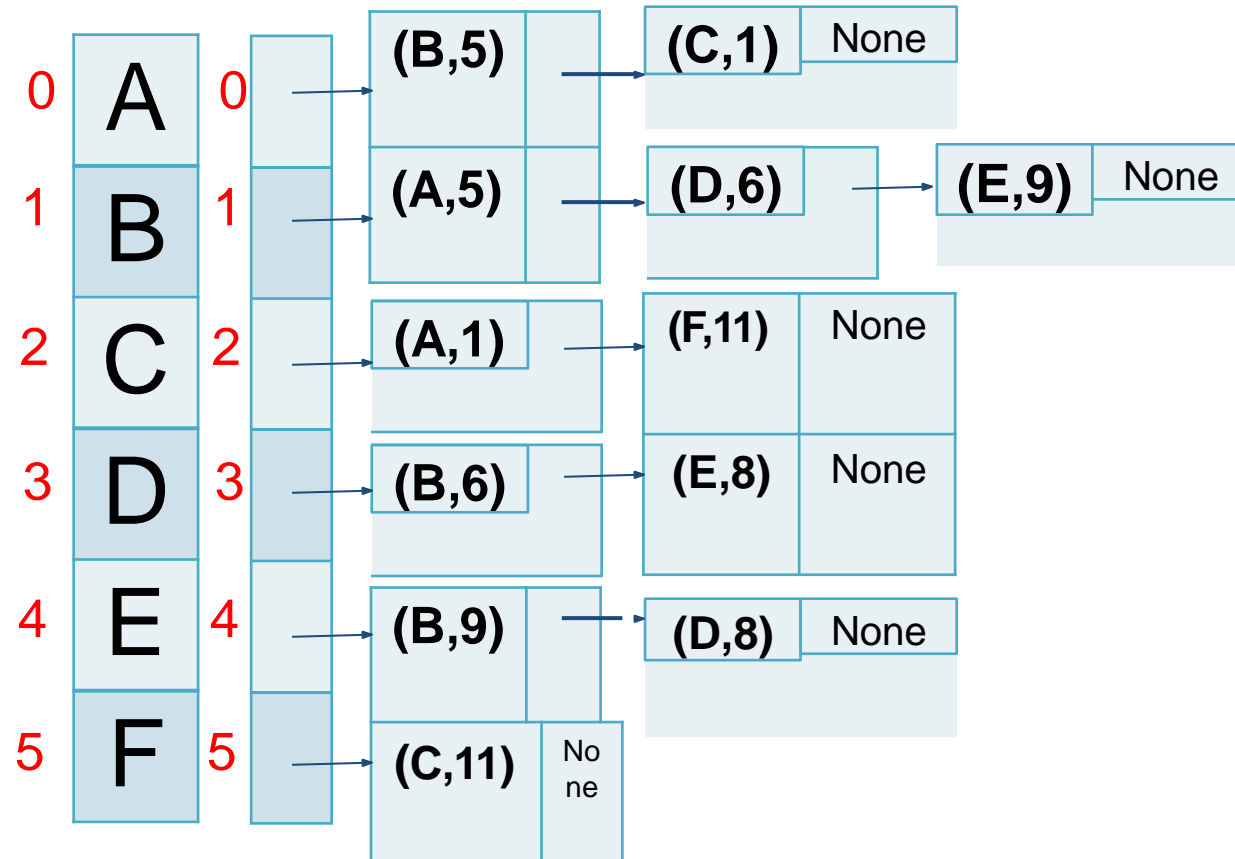 0 A 0 (B,5) (C,1) None
1 B 1 (A,5) (D,6) (E,9) None
2 C 2 (A,1) (F,11) None
3 D 3 (B,6) (E,8) None
4 E 4 (B,9) (D,8) None
5 F 5 (C,11) No
ne